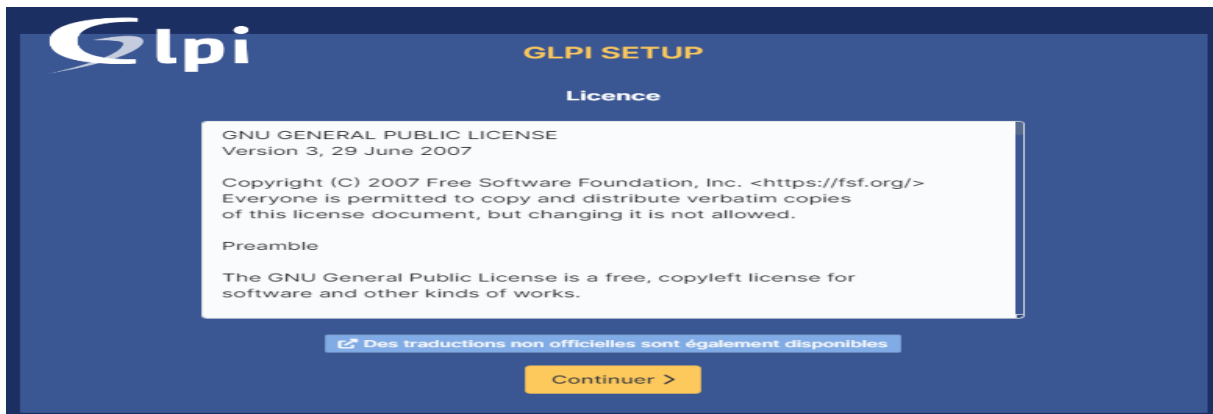 Glpi
GLPI SETUP
Licence
GNU GENERAL PUBLIC LICENSE
Version 3, 29 June 2007
Copyright (C) 2007 Free Software Foundation, Inc. <https://fsf.org/>
Everyone is permitted to copy and distribute verbatim copies
of this license document, but changing it is not allowed.
Preamble
The GNU General Public License is a free, copyleft license for
software and other kinds of works.
Des traductions non officielles sont également disponibles
Continuer >